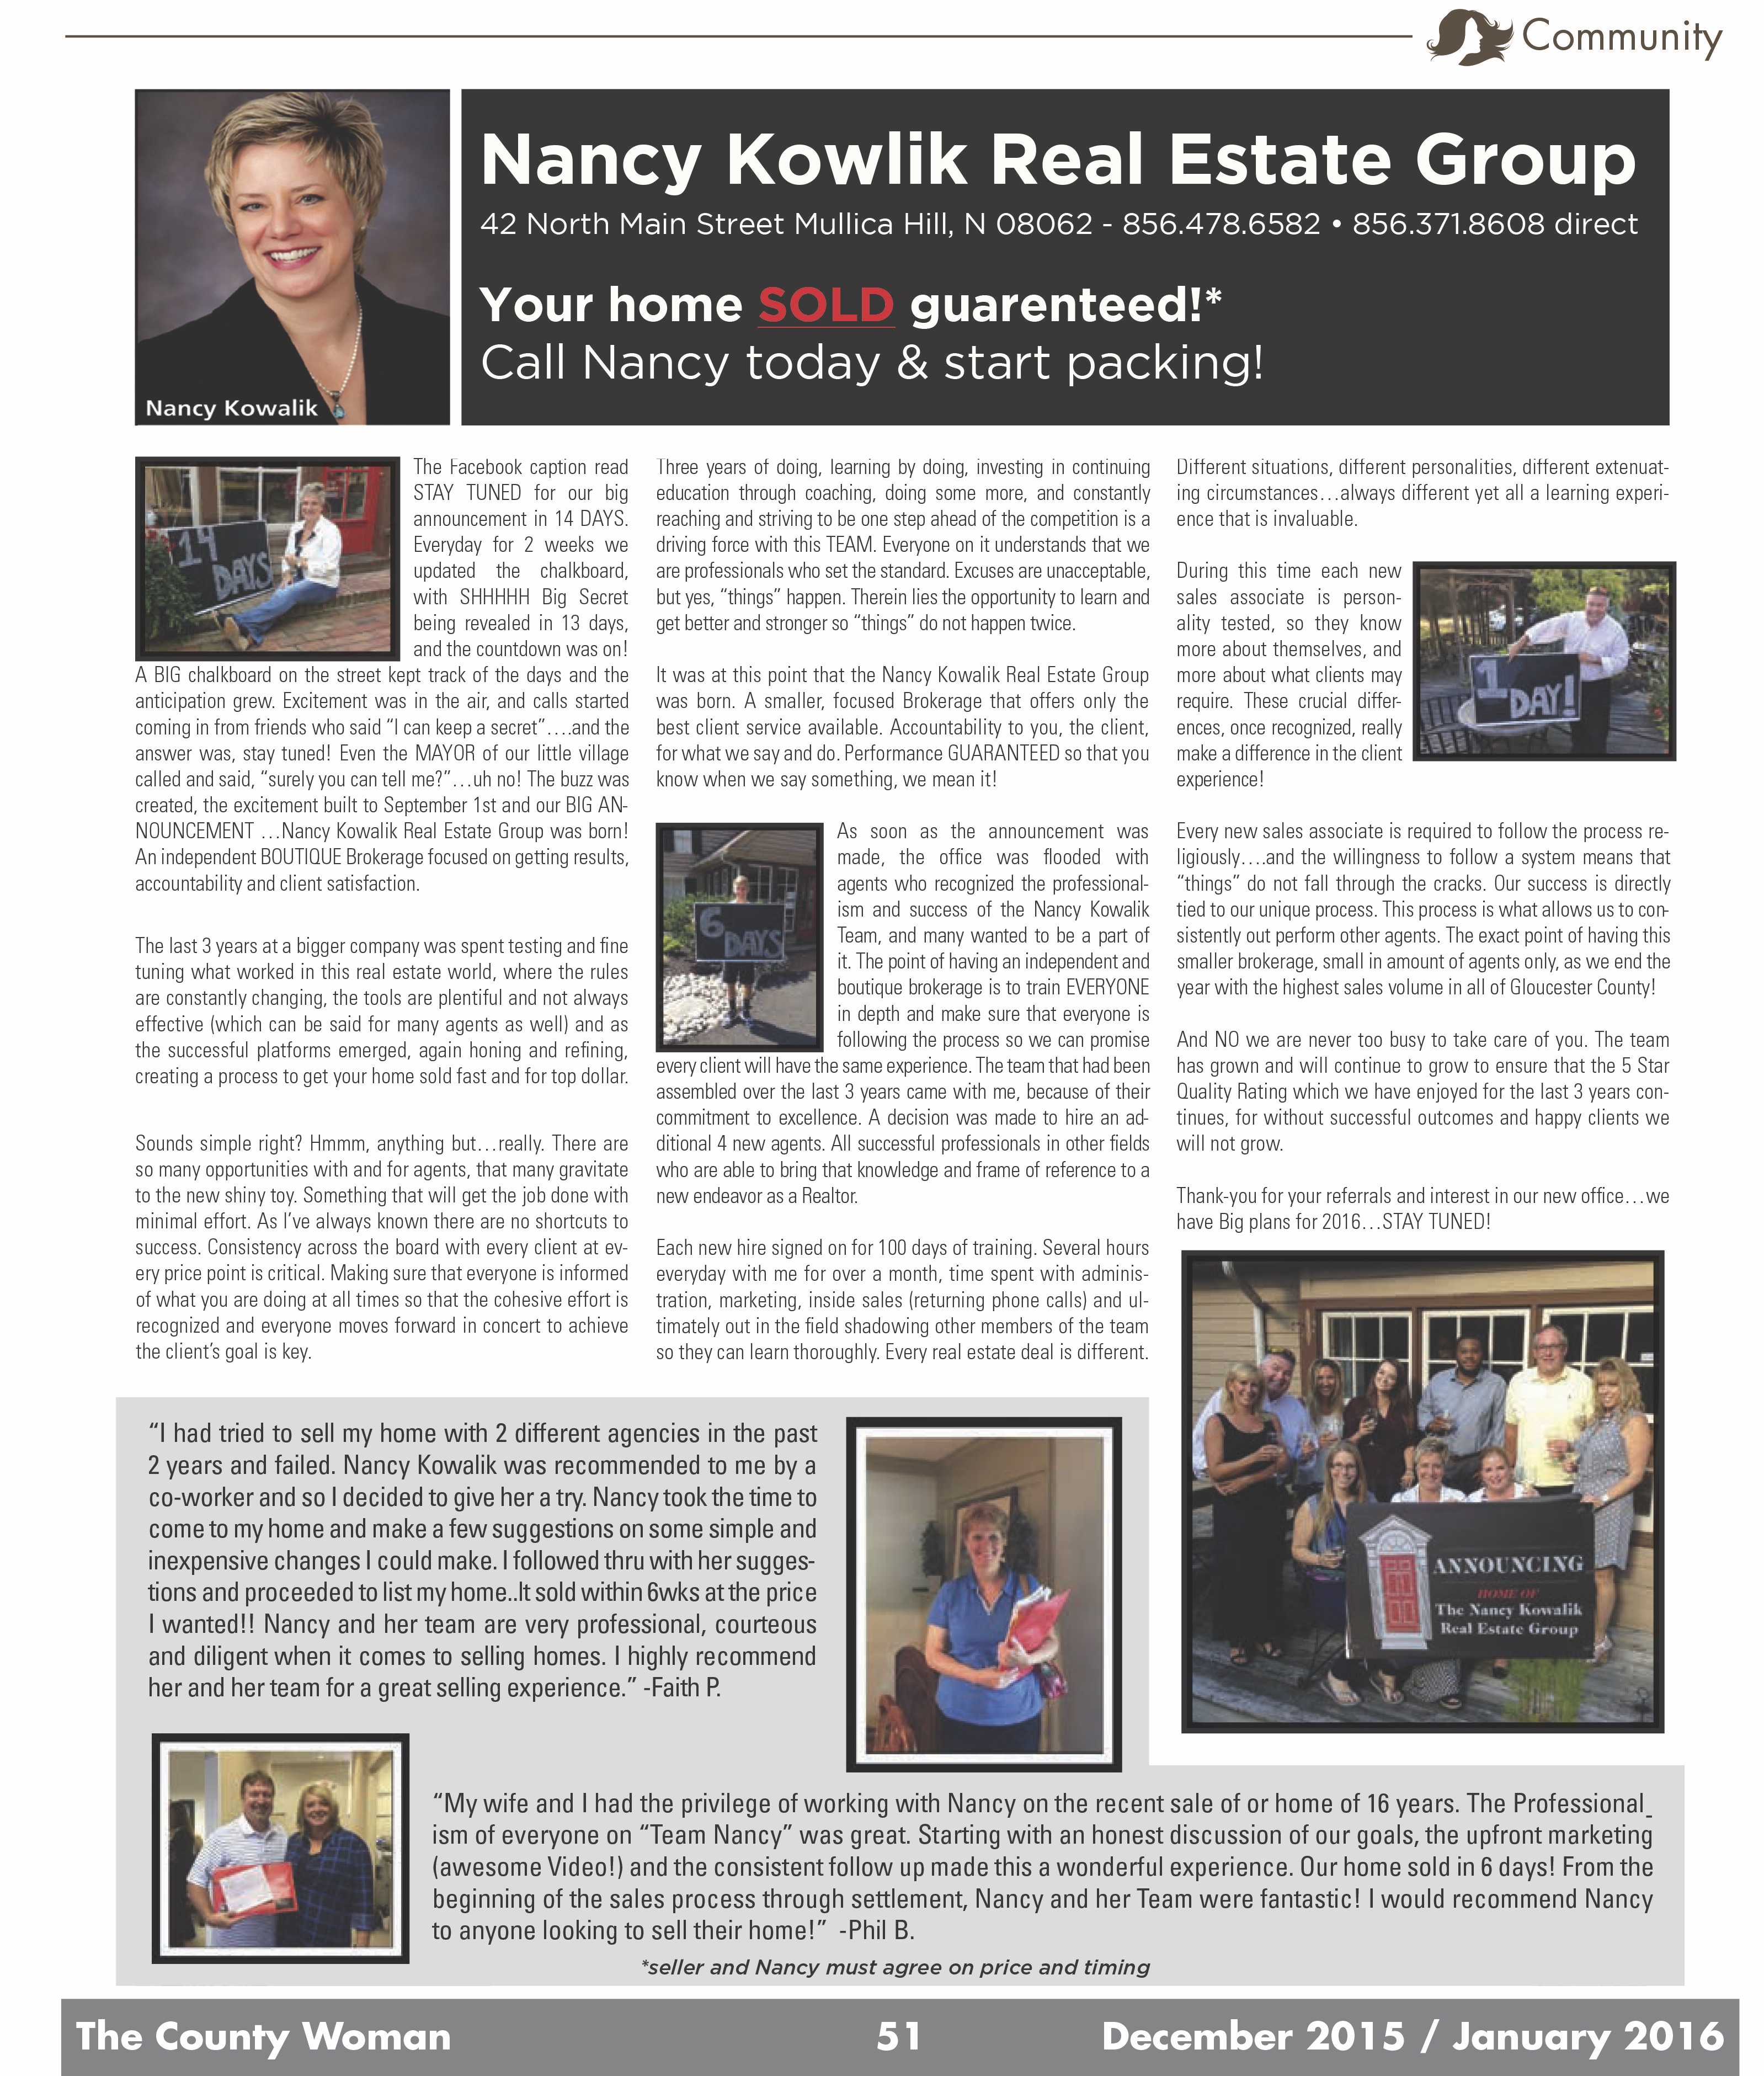 Community
Nancy Kowlik Real Estate Group
42 North Main Street Mullica Hill, N 08062 - 856.478.6582 • 856.371.8608 direct
Your home SOLD guarenteed!*
Call Nancy today & start packing!
Nancy Kowalik
14
DAYS
The Facebook caption read
STAY TUNED for our big
announcement in 14 DAYS.
Everyday for 2 weeks we
updated the chalkboard,
with SHHHHH Big Secret
being revealed in 13 days,
and the countdown was on!
A BIG chalkboard on the street kept track of the days and the
anticipation grew. Excitement was in the air, and calls started
coming in from friends who said “I can keep a secret”….and the
answer was, stay tuned! Even the MAYOR of our little village
called and said, “surely you can tell me?”…uh no! The buzz was
created, the excitement built to September 1st and our BIG AN-
NOUNCEMENT …Nancy Kowalik Real Estate Group was born!
An independent BOUTIQUE Brokerage focused on getting results,
accountability and client satisfaction.
The last 3 years at a bigger company was spent testing and fine
tuning what worked in this real estate world, where the rules
are constantly changing, the tools are plentiful and not always
effective (which can be said for many agents as well) and as
the successful platforms emerged, again honing and refining,
creating a process to get your home sold fast and for top dollar.
Sounds simple right? Hmmm, anything but…really. There are
so many opportunities with and for agents, that many gravitate
to the new shiny toy. Something that will get the job done with
minimal effort. As I’ve always known there are no shortcuts to
success. Consistency across the board with every client at ev-
ery price point is critical. Making sure that everyone is informed
of what you are doing at all times so that the cohesive effort is
recognized and everyone moves forward in concert to achieve
the client’s goal is key.
Three years of doing, learning by doing, investing in continuing
education through coaching, doing some more, and constantly
reaching and striving to be one step ahead of the competition is a
driving force with this TEAM. Everyone on it understands that we
are professionals who set the standard. Excuses are unacceptable,
but yes, “things” happen. Therein lies the opportunity to learn and
get better and stronger so “things” do not happen twice.
It was at this point that the Nancy Kowalik Real Estate Group
was born. A smaller, focused Brokerage that offers only the
best client service available. Accountability to you, the client,
for what we say and do. Performance GUARANTEED so that you
know when we say something, we mean it!
6
DAYS
As soon as the announcement was
made, the office was flooded with
agents who recognized the professional-
ism and success of the Nancy Kowalik
Team, and many wanted to be a part of
it. The point of having an independent and
boutique brokerage is to train EVERYONE
in depth and make sure that everyone is
following the process so we can promise
every client will have the same experience. The team that had been
assembled over the last 3 years came with me, because of their
commitment to excellence. A decision was made to hire an ad-
ditional 4 new agents. All successful professionals in other fields
who are able to bring that knowledge and frame of reference to a
new endeavor as a Realtor.
Each new hire signed on for 100 days of training. Several hours
everyday with me for over a month, time spent with adminis-
tration, marketing, inside sales (returning phone calls) and ul-
timately out in the field shadowing other members of the team
so they can learn thoroughly. Every real estate deal is different.
Different situations, different personalities, different extenuat-
ing circumstances…always different yet all a learning experi-
ence that is invaluable.
During this time each new
sales associate is person-
ality tested, so they know
more about themselves, and
more about what clients may
require. These crucial differ-
ences, once recognized, really
make a difference in the client
experience!
1
DAY!
Every new sales associate is required to follow the process re-
ligiously….and the willingness to follow a system means that
“things” do not fall through the cracks. Our success is directly
tied to our unique process. This process is what allows us to con-
sistently out perform other agents. The exact point of having this
smaller brokerage, small in amount of agents only, as we end the
year with the highest sales volume in all of Gloucester County!
And NO we are never too busy to take care of you. The team
has grown and will continue to grow to ensure that the 5 Star
Quality Rating which we have enjoyed for the last 3 years con-
tinues, for without successful outcomes and happy clients we
will not grow.
Thank-you for your referrals and interest in our new office…we
have Big plans for 2016…STAY TUNED!
ANNOUNCING
HOME OF
The Nancy Kowalik
Real Estate Group
“I had tried to sell my home with 2 different agencies in the past
2 years and failed. Nancy Kowalik was recommended to me by a
co-worker and so I decided to give her a try. Nancy took the time to
come to my home and make a few suggestions on some simple and
inexpensive changes I could make. I followed thru with her sugges-
tions and proceeded to list my home..It sold within 6wks at the price
I wanted!! Nancy and her team are very professional, courteous
and diligent when it comes to selling homes. I highly recommend
her and her team for a great selling experience.” -Faith P.
“My wife and I had the privilege of working with Nancy on the recent sale of or home of 16 years. The Professional_
ism of everyone on “Team Nancy” was great. Starting with an honest discussion of our goals, the upfront marketing
(awesome Video!) and the consistent follow up made this a wonderful experience. Our home sold in 6 days! From the
beginning of the sales process through settlement, Nancy and her Team were fantastic! I would recommend Nancy
to anyone looking to sell their home!” -Phil B.
*seller and Nancy must agree on price and timing
The County Woman
51
December 2015 / January 2016